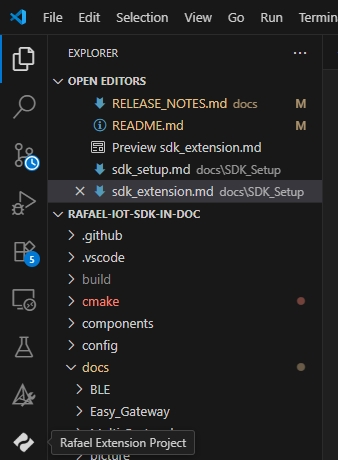 File Edit Selection View Go Run Termin
EXPLORER
OPEN EDITORS
RELEASE_NOTES.md docs M
README.md M
Preview sdk_extension.md
sdk_setup.md docs\SDK_Setup
sdk_extension.md docs\SDK_Setup
RAFAEL-IOT-SDK-IN-DOC
.github
.vscode
build
cmake
components
config
docs
BLE
Easy_Gateway
5
Rafael Extension Project
picture